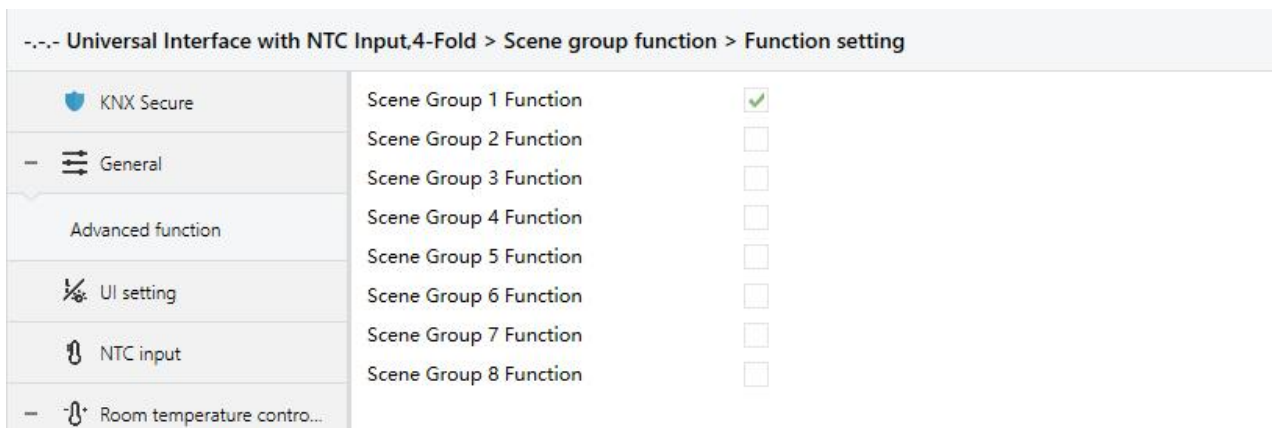 -.-.- Universal Interface with NTC Input,4-Fold > Scene group function > Function setting
KNX Secure
General
Advanced function
UI setting
NTC input
Room temperature contro...
Scene Group 1 Function
Scene Group 2 Function
Scene Group 3 Function
Scene Group 4 Function
Scene Group 5 Function
Scene Group 6 Function
Scene Group 7 Function
Scene Group 8 Function